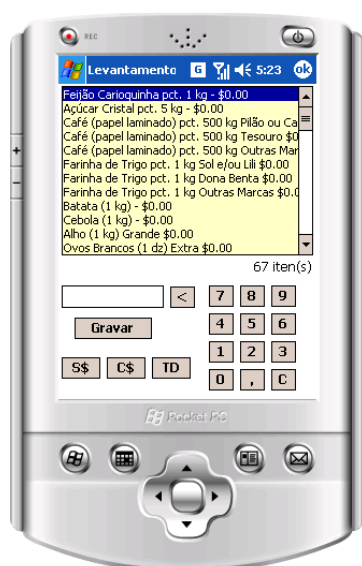 REC
Levantamento G 5:23 ok
Feijão Carioquinha pct. 1 kg - $0.00
Açúcar Cristal pct. 5 kg - $0.00
Café (papel laminado) pct. 500 kg Pilão ou Ca
Café (papel laminado) pct. 500 kg Tesouro $0
Café (papel laminado) pct. 500 kg Outras Mar
Farinha de Trigo pct. 1 kg Sol e/ou Lili $0.00
Farinha de Trigo pct. 1 kg Dona Benta $0.00
Farinha de Trigo pct. 1 kg Outras Marcas $0.0
Batata (1 kg) - $0.00
Cebola (1 kg) - $0.00
Alho (1 kg) Grande $0.00
Ovos Brancos (1 dz) Extra $0.00
67 iten(s)
< 7 8 9
Gravar 4 5 6
1 2 3
S$ C$ TD
0 , C
Pocket PC